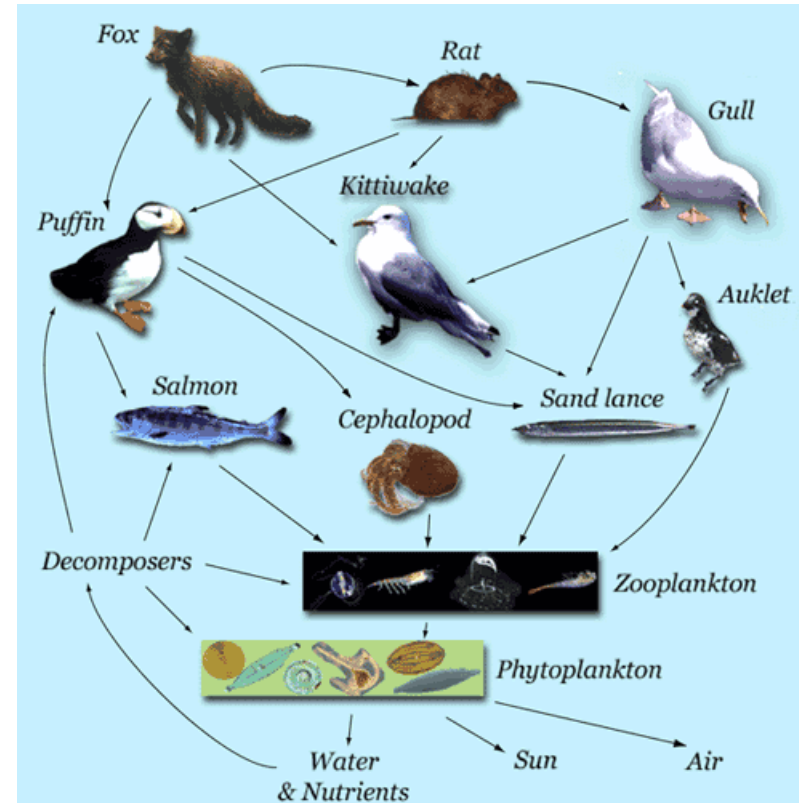 Fox
Rat
Gull
Kittiwake
Puffin
Auklet
Salmon
Sand lance
Cephalopod
Decomposers
Zooplankton
Phytoplankton
Water
& Nutrients
Sun
Air